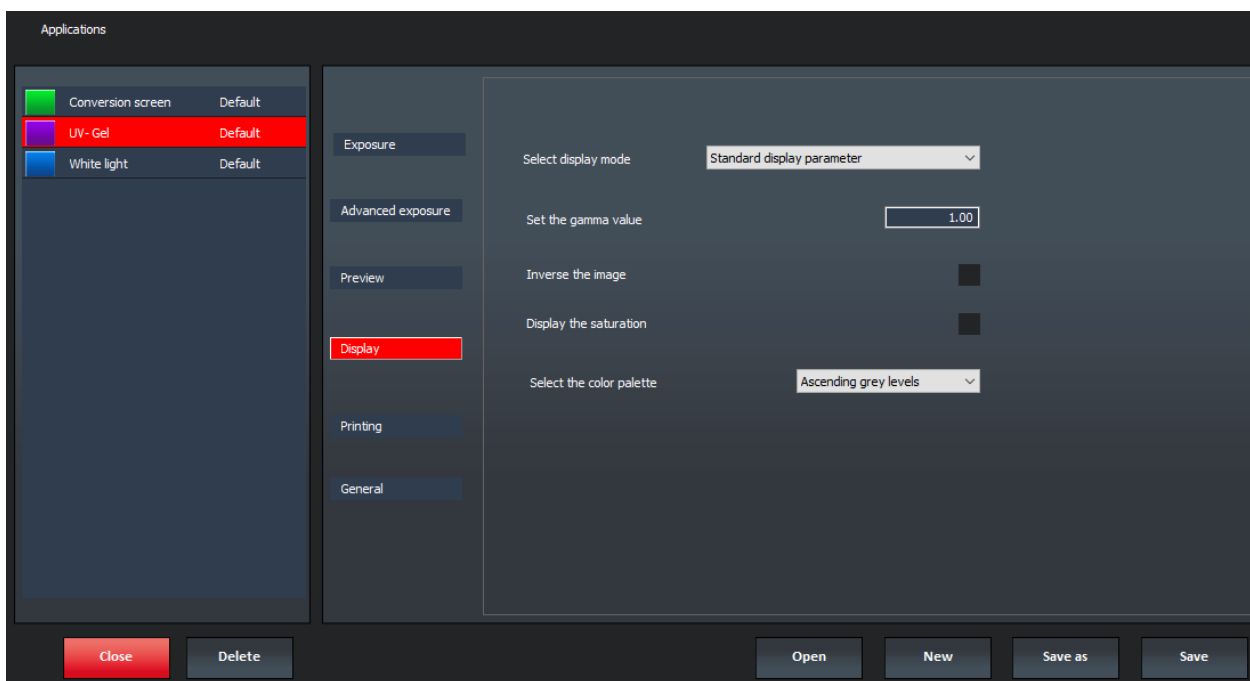 Applications
Conversion screen Default
UV- Gel Default
White light Default
Exposure
Advanced exposure
Preview
Display
Printing
General
Select display mode Standard display parameter
Set the gamma value 1.00
Inverse the image
Display the saturation
Select the color palette Ascending grey levels
Close Delete Open New Save as Save